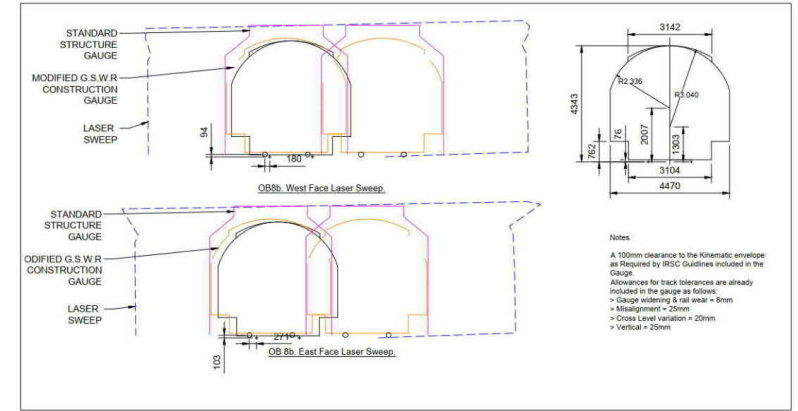 STANDARD
STRUCTURE
GAUGE
MODIFIED G.S.W.R
CONSTRUCTION
GAUGE
LASER
SWEEP
94
180
OB8b. West Face Laser Sweep.
STANDARD
STRUCTURE
GAUGE
ODIFIED G.S.W.R
CONSTRUCTION
GAUGE
LASER
SWEEP
103
271
OB 8b. East Face Laser Sweep.
3142
R2.336
R3.040
4343
762
76
2007
1303
3104
4470
Notes.
A 100mm clearance to the Kinematic envelope
as Required by IRSC Guidlines included in the
Gauge.
Allowances for track tolerances are already
included in the gauge as follows:
> Gauge widening & rail wear = 8mm
> Misalignment = 25mm
> Cross Level variation = 20mm
> Vertical = 25mm